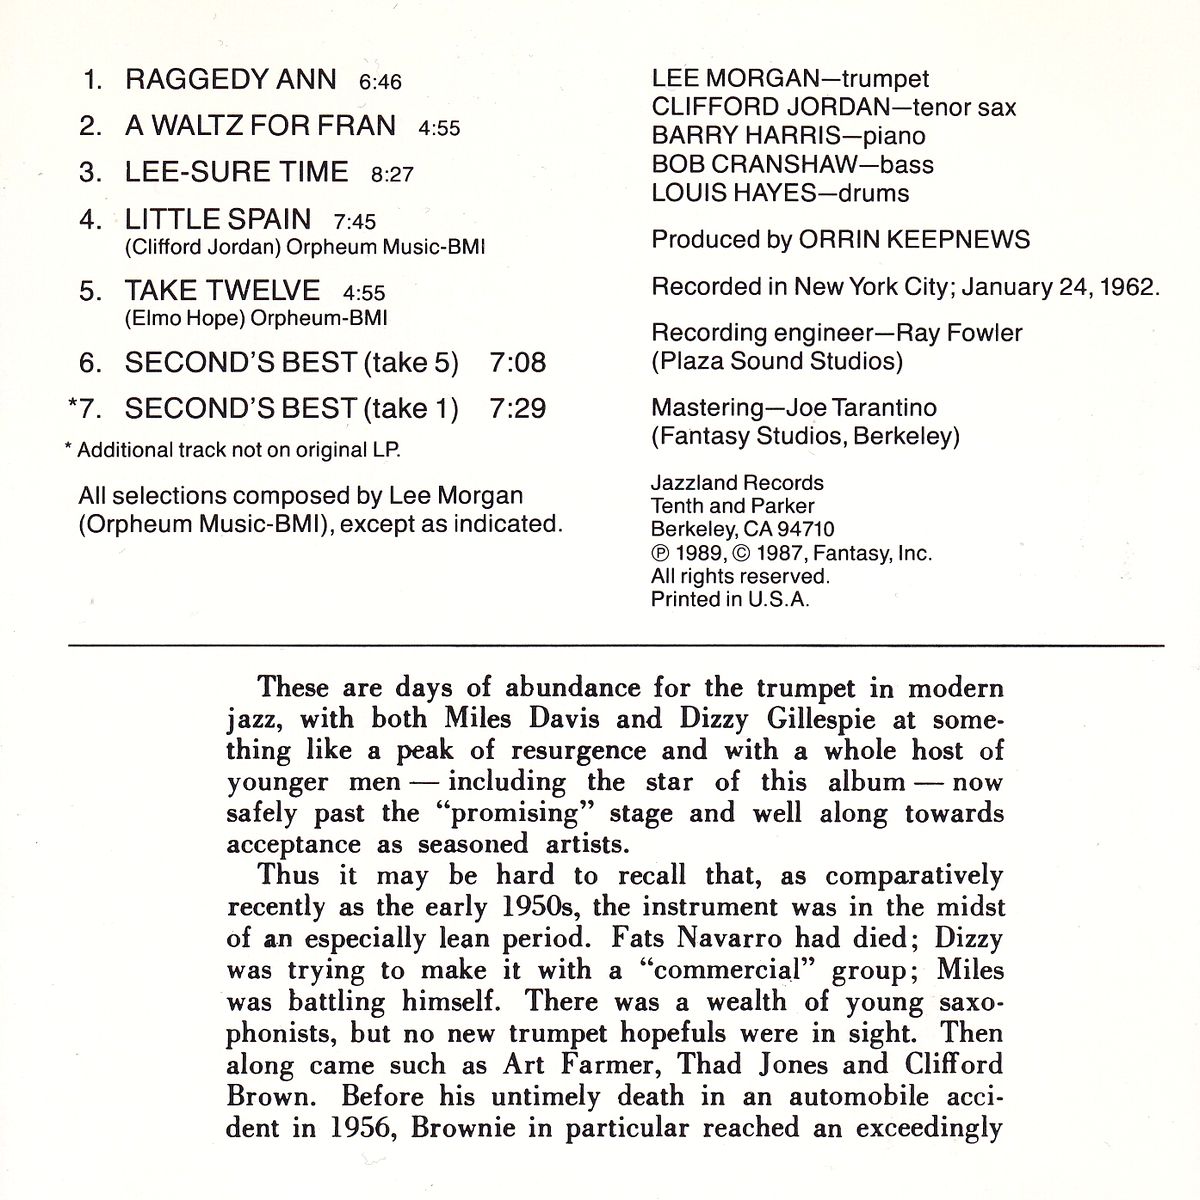 1. RAGGEDY ANN 6:46
2. A WALTZ FOR FRAN 4:55
3. LEE-SURE TIME 8:27
4. LITTLE SPAIN 7:45
(Clifford Jordan) Orpheum Music-BMI
5. TAKE TWELVE 4:55
(Elmo Hope) Orpheum-BMI
6. SECOND'S BEST (take 5) 7:08
*7. SECOND'S BEST (take 1) 7:29
* Additional track not on original LP.
All selections composed by Lee Morgan
(Orpheum Music-BMI), except as indicated.
LEE MORGAN—trumpet
CLIFFORD JORDAN—tenor sax
BARRY HARRIS—piano
BOB CRANSHAW—bass
LOUIS HAYES—drums
Produced by ORRIN KEEPNEWS
Recorded in New York City; January 24, 1962.
Recording engineer—Ray Fowler
(Plaza Sound Studios)
Mastering—Joe Tarantino
(Fantasy Studios, Berkeley)
Jazzland Records
Tenth and Parker
Berkeley, CA 94710
℗ 1989, © 1987, Fantasy, Inc.
All rights reserved.
Printed in U.S.A.
These are days of abundance for the trumpet in modern
jazz, with both Miles Davis and Dizzy Gillespie at some-
thing like a peak of resurgence and with a whole host of
younger men — including the star of this album — now
safely past the “promising” stage and well along towards
acceptance as seasoned artists.
Thus it may be hard to recall that, as comparatively
recently as the early 1950s, the instrument was in the midst
of an especially lean period. Fats Navarro had died; Dizzy
was trying to make it with a “commercial” group; Miles
was battling himself. There was a wealth of young saxo-
phonists, but no new trumpet hopefuls were in sight. Then
along came such as Art Farmer, Thad Jones and Clifford
Brown. Before his untimely death in an automobile acci-
dent in 1956, Brownie in particular reached an exceedingly